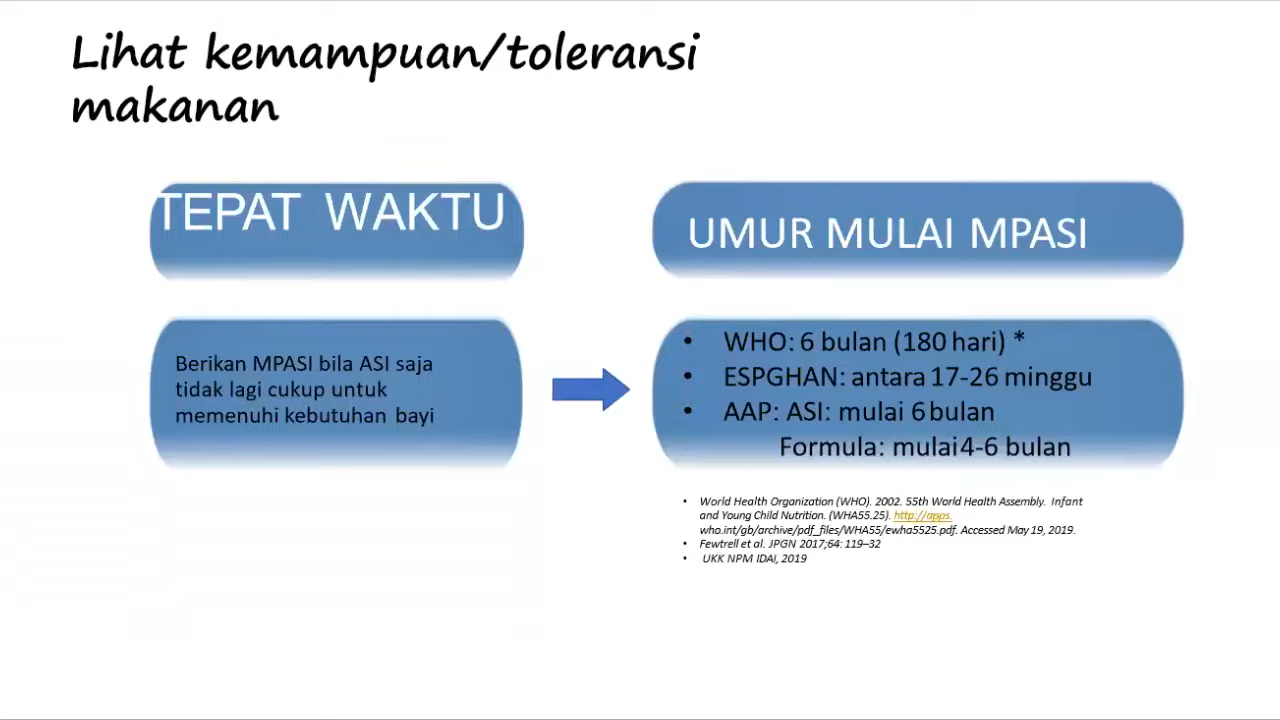 Lihat kemampuan/toleransi
makanan
TEPAT WAKTU
UMUR MULAI MPASI
Berikan MPASI bila ASI saja
tidak lagi cukup untuk
memenuhi kebutuhan bayi
• WHO: 6 bulan (180 hari) *
• ESPGHAN: antara 17-26 minggu
• AAP: ASI: mulai 6 bulan
Formula: mulai 4-6 bulan
• World Health Organization (WHO). 2002. 55th World Health Assembly. Infant
and Young Child Nutrition. (WHA55.25). http://apps.
who.int/gb/archive/pdf_files/WHA55/ewha5525.pdf. Accessed May 19, 2019.
• Fewtrell et al. JPGN 2017;64: 119–32
• UKK NPM IDAI, 2019